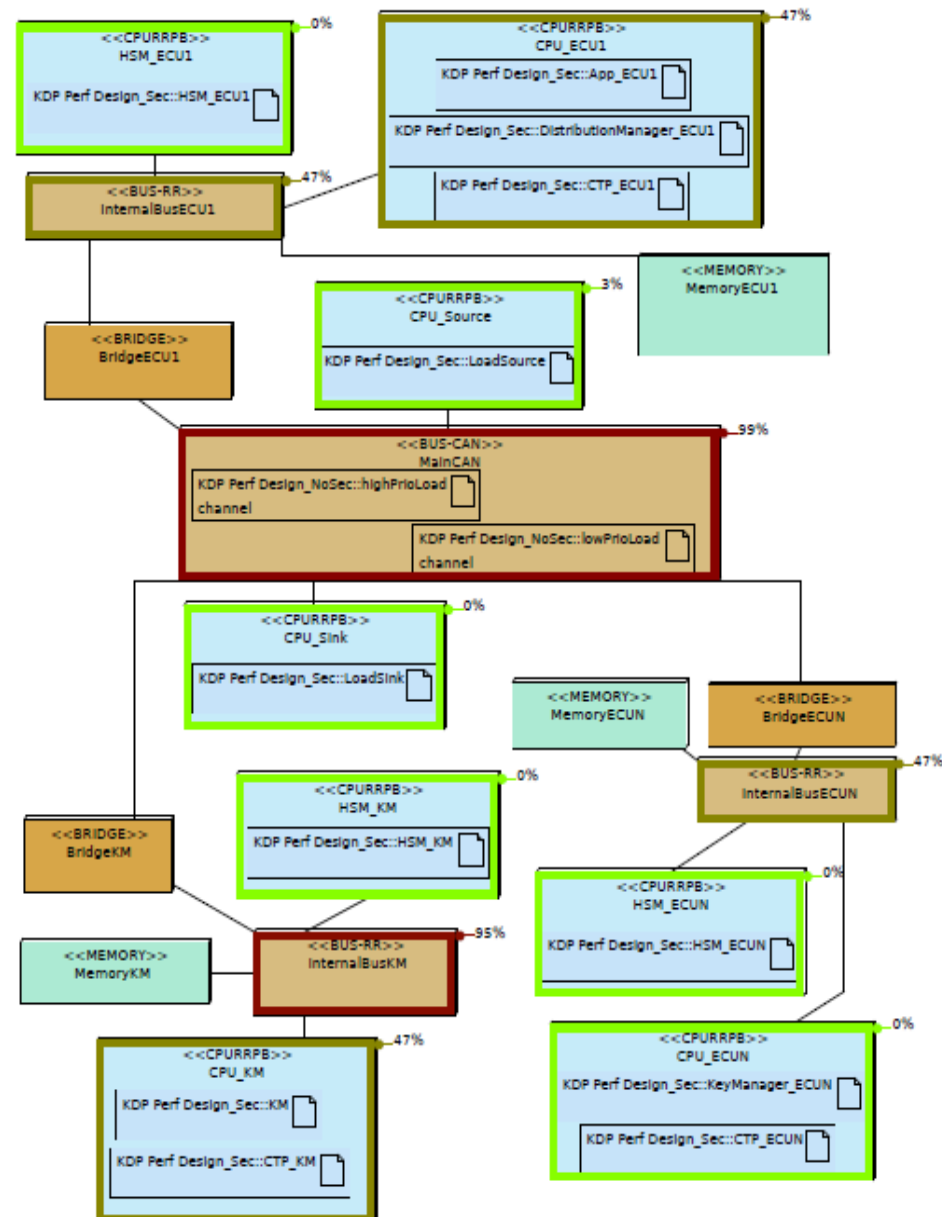 0%
<<CPURRPB>>
HSM_ECU1
KDP Perf Design_Sec::HSM_ECU1
47%
<<CPURRPB>>
CPU_ECU1
KDP Perf Design_Sec::App_ECU1
KDP Perf Design_Sec::DistributionManager_ECU1
KDP Perf Design_Sec::CTP_ECU1
47%
<<BUS-RR>>
InternalBusECU1
<<MEMORY>>
MemoryECU1
3%
<<CPURRPB>>
CPU_Source
KDP Perf Design_Sec::LoadSource
<<BRIDGE>>
BridgeECU1
99%
<<BUS-CAN>>
MainCAN
KDP Perf Design_NoSec::highPrioLoad
channel
KDP Perf Design_NoSec::lowPrioLoad
channel
0%
<<CPURRPB>>
CPU_Sink
KDP Perf Design_Sec::LoadSink
<<MEMORY>>
MemoryECUN
<<BRIDGE>>
BridgeECUN
47%
<<BUS-RR>>
InternalBusECUN
0%
<<CPURRPB>>
HSM_KM
KDP Perf Design_Sec::HSM_KM
<<BRIDGE>>
BridgeKM
0%
<<CPURRPB>>
HSM_ECUN
KDP Perf Design_Sec::HSM_ECUN
95%
<<BUS-RR>>
InternalBusKM
<<MEMORY>>
MemoryKM
47%
<<CPURRPB>>
CPU_KM
KDP Perf Design_Sec::KM
KDP Perf Design_Sec::CTP_KM
0%
<<CPURRPB>>
CPU_ECUN
KDP Perf Design_Sec::KeyManager_ECUN
KDP Perf Design_Sec::CTP_ECUN